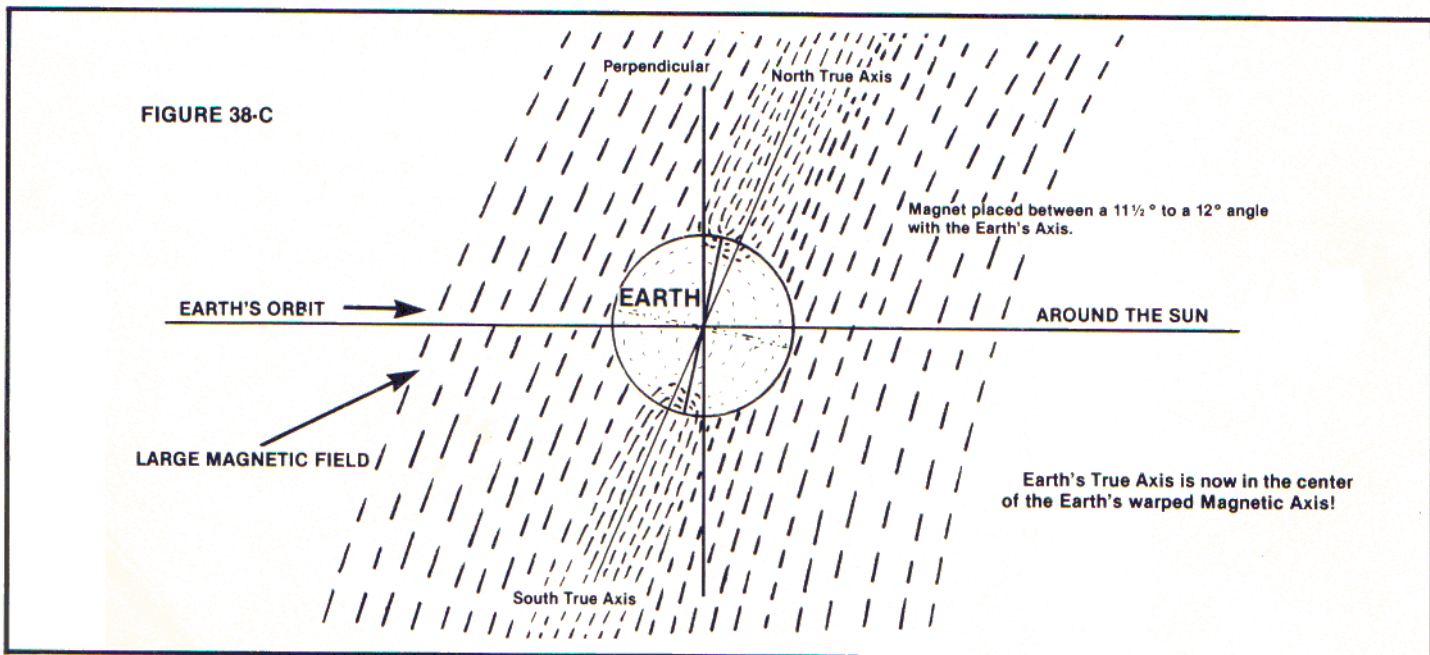 Perpendicular
North True Axis
FIGURE 38-C
Magnet placed between a 11½° to a 12° angle
with the Earth's Axis.
EARTH
EARTH'S ORBIT
AROUND THE SUN
LARGE MAGNETIC FIELD
Earth's True Axis is now in the center
of the Earth's warped Magnetic Axis!
South True Axis